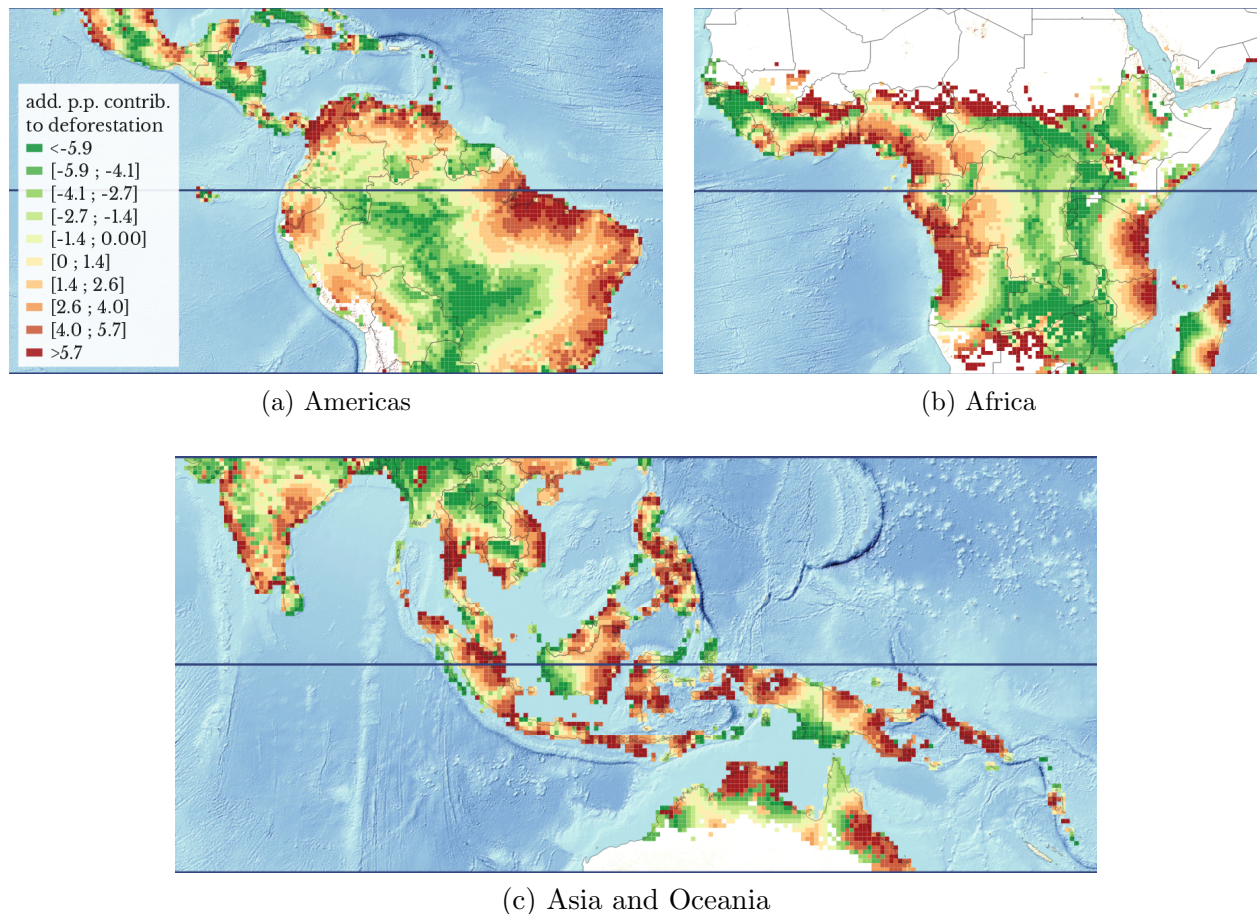 add. p.p. contrib.
to deforestation
<-5.9
[-5.9 ; -4.1]
[-4.1 ; -2.7]
[-2.7 ; -1.4]
[-1.4 ; 0.00]
[0 ; 1.4]
[1.4 ; 2.6]
[2.6 ; 4.0]
[4.0 ; 5.7]
>5.7
(a) Americas
(b) Africa
(c) Asia and Oceania